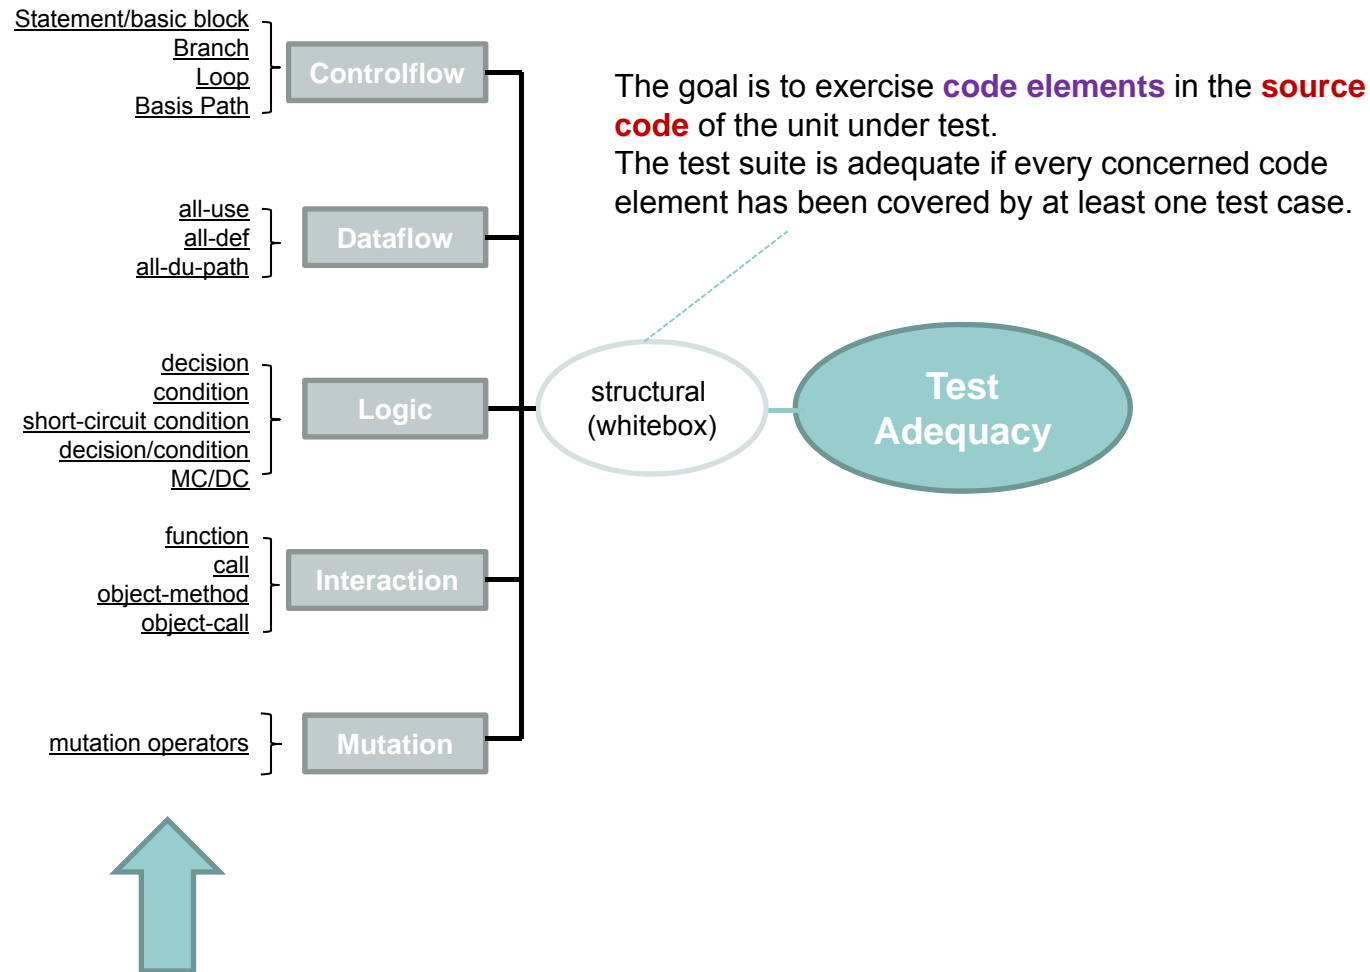 Statement/basic block
Branch
Loop
Basis Path
Controlflow
The goal is to exercise code elements in the source
code of the unit under test.
The test suite is adequate if every concerned code
element has been covered by at least one test case.
all-use
all-def
all-du-path
Dataflow
decision
condition
short-circuit condition
decision/condition
MC/DC
Logic
structural
(whitebox)
Test
Adequacy
function
call
object-method
object-call
Interaction
mutation operators
Mutation